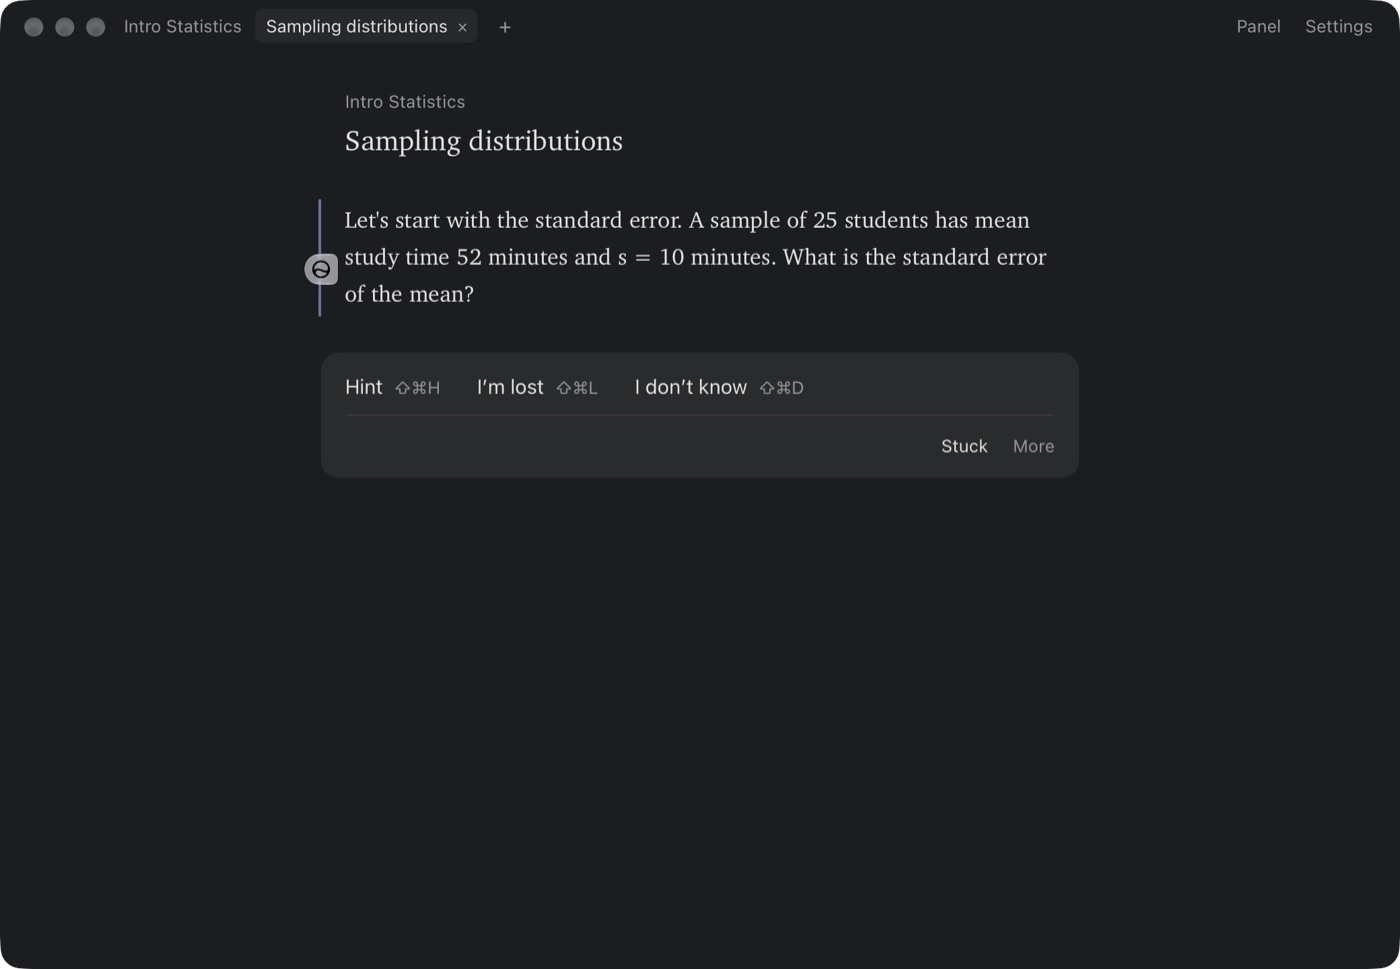 Intro Statistics Sampling distributions × + Panel Settings
Intro Statistics
Sampling distributions
Let's start with the standard error. A sample of 25 students has mean
study time 52 minutes and s = 10 minutes. What is the standard error
of the mean?
Hint ⇧⌘H I’m lost ⇧⌘L I don’t know ⇧⌘D
Stuck More